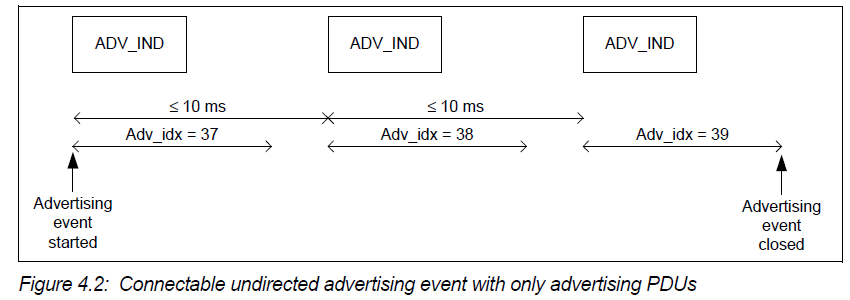 ADV_IND
ADV_IND
ADV_IND
≤ 10 ms
≤ 10 ms
Adv_idx = 37
Adv_idx = 38
Adv_idx = 39
Advertising
event
started
Advertising
event
closed
Figure 4.2: Connectable undirected advertising event with only advertising PDUs